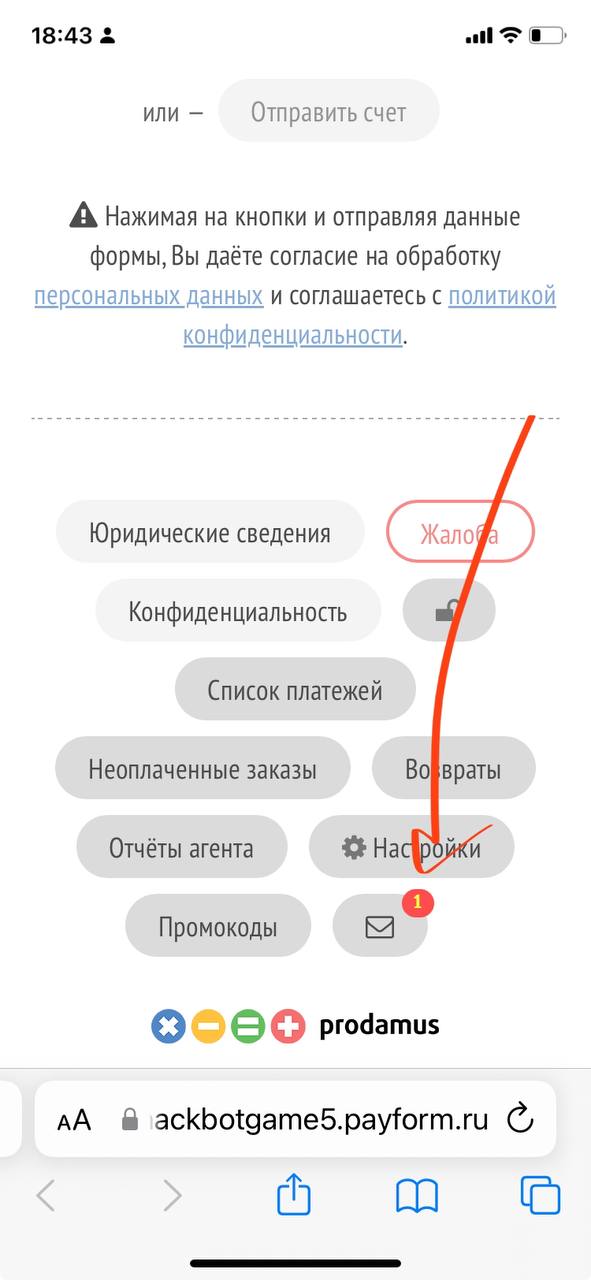 18:43
или — Отправить счет
Нажимая на кнопки и отправляя данные
формы, Вы даёте согласие на обработку
персональных данных и соглашаетесь с политикой
конфиденциальности.
Юридические сведения Жалоба
Конфиденциальность
Список платежей
Неоплаченные заказы Возвраты
Отчёты агента Настройки
Промокоды 1
prodamus
AA ackbotgame5.payform.ru